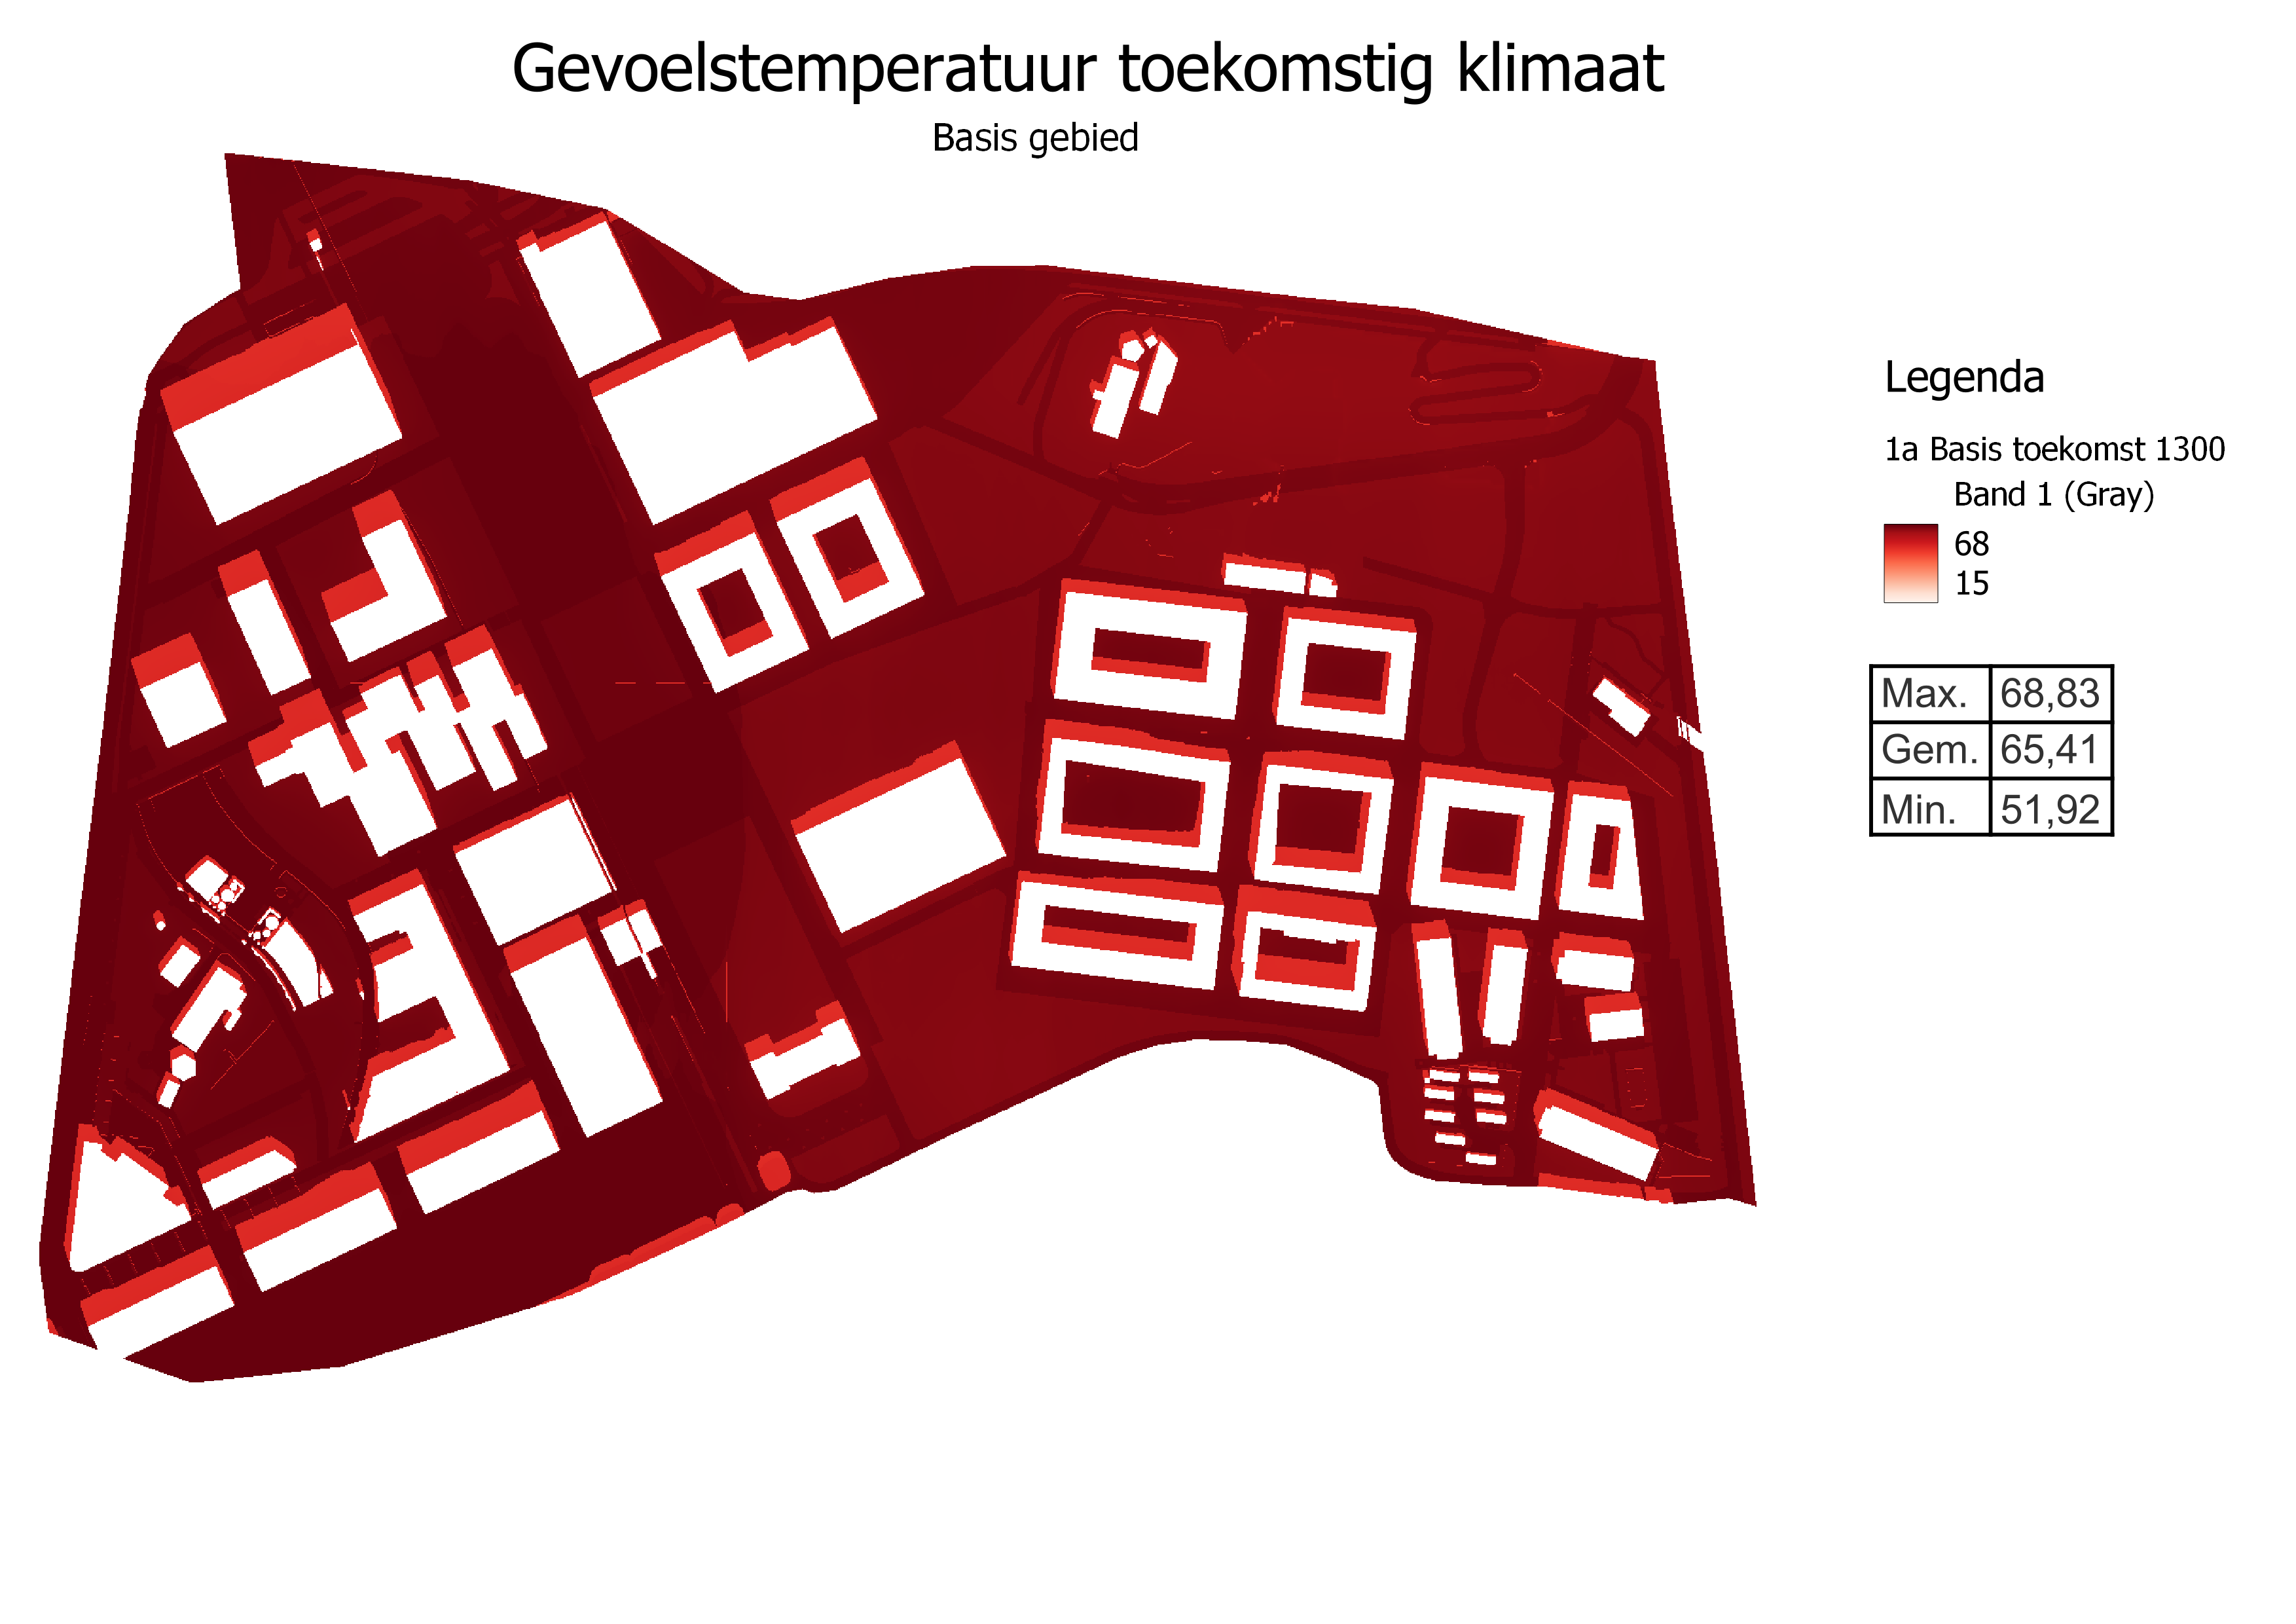 Gevoelstemperatuur toekomstig klimaat
Basis gebied
Legenda
1a Basis toekomst 1300
Band 1 (Gray)
68
15
Max. 68,83
Gem. 65,41
Min. 51,92